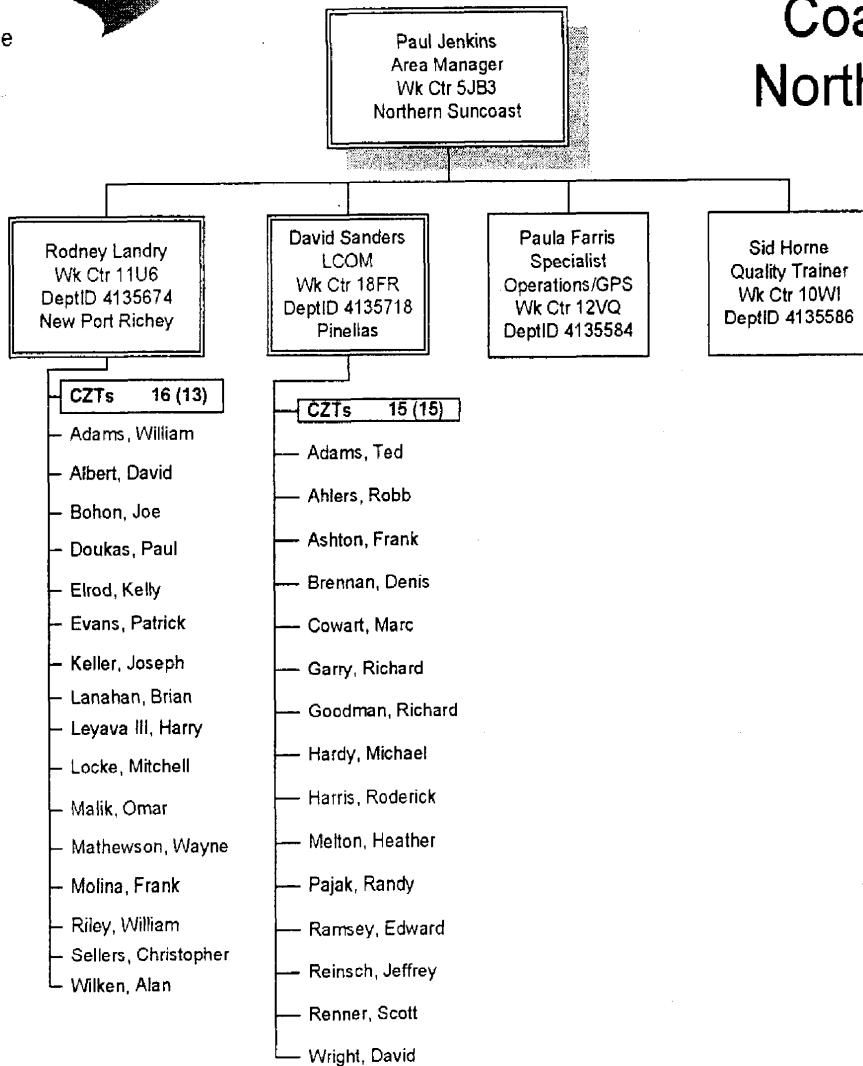 e
Coa
North
Paul Jenkins
Area Manager
Wk Ctr 5JB3
Northern Suncoast
Rodney Landry
Wk Ctr 11U6
DeptID 4135674
New Port Richey
CZTs 16 (13)
Adams, William
Albert, David
Bohon, Joe
Doukas, Paul
Elrod, Kelly
Evans, Patrick
Keller, Joseph
Lanahan, Brian
Leyava III, Harry
Locke, Mitchell
Malik, Omar
Mathewson, Wayne
Molina, Frank
Riley, William
Sellers, Christopher
Wilken, Alan
David Sanders
LCOM
Wk Ctr 18FR
DeptID 4135718
Pinellas
CZTs 15 (15)
Adams, Ted
Ahlers, Robb
Ashton, Frank
Brennan, Denis
Cowart, Marc
Garry, Richard
Goodman, Richard
Hardy, Michael
Harris, Roderick
Melton, Heather
Pajak, Randy
Ramsey, Edward
Reinsch, Jeffrey
Renner, Scott
Wright, David
Paula Farris
Specialist
Operations/GPS
Wk Ctr 12VQ
DeptID 4135584
Sid Horne
Quality Trainer
Wk Ctr 10WI
DeptID 4135586